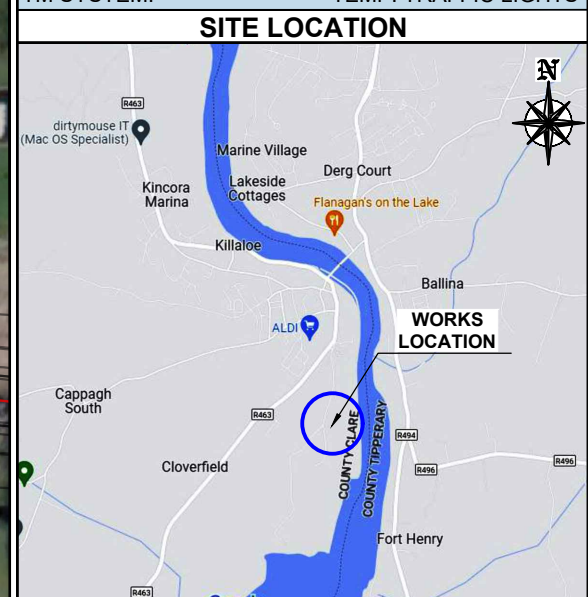 SITE LOCATION
N
R463
dirtymouse IT
(Mac OS Specialist)
Marine Village
Derg Court
Lakeside
Cottages
Kincora
Marina
Flanagan's on the Lake
Killaloe
Ballina
ALDI
WORKS
LOCATION
Cappagh
South
R463
COUNTY CLARE
COUNTY TIPPERARY
R494
R496
R496
Cloverfield
Fort Henry
R463